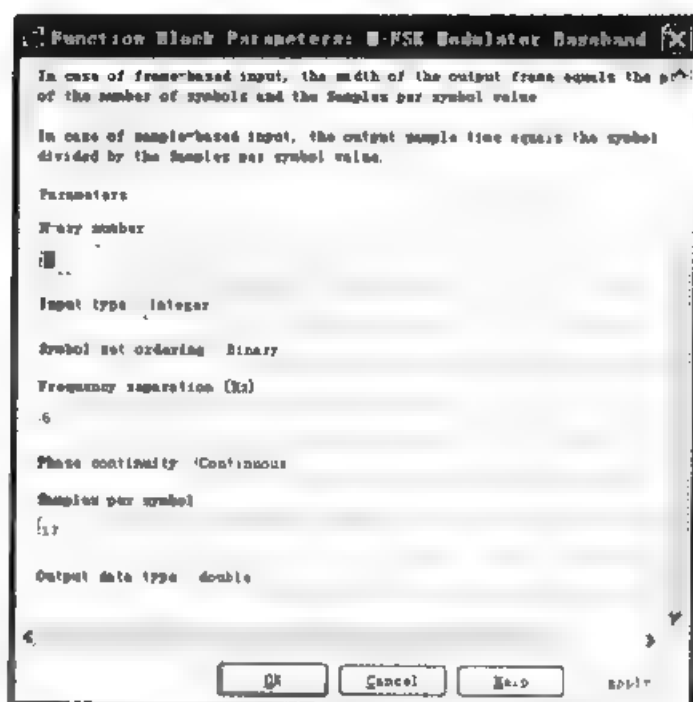 Function Block Parameters: M-FSK Modulator Baseband
In case of frame-based input, the width of the output frame equals the
of the number of symbols and the Samples per symbol value
In case of sample-based input, the output sample time equals the symbol
divided by the Samples per symbol value.
Parameters
M-ary number
Input type Integer
Symbol set ordering Binary
Frequency separation (Hz)
6
Phase continuity Continuous
Samples per symbol
17
Output data type double
OK Cancel Help Apply